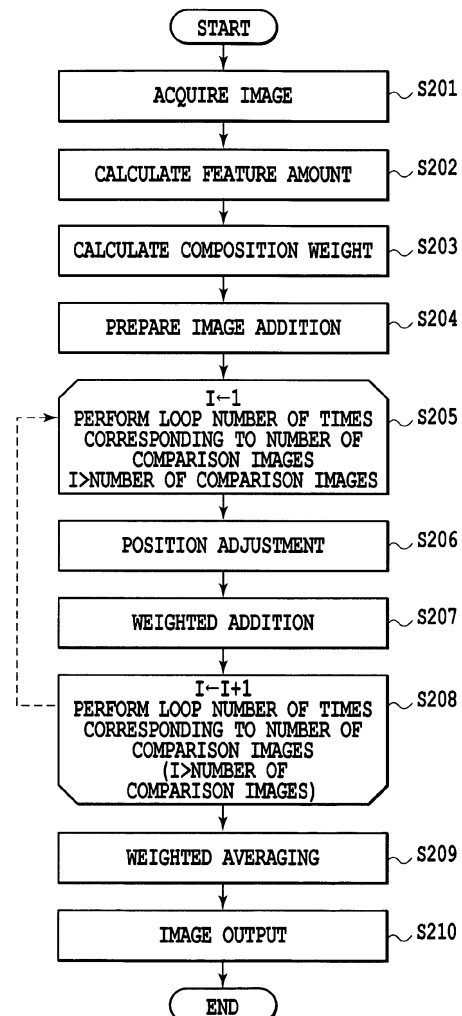 START
ACQUIRE IMAGE
S201
CALCULATE FEATURE AMOUNT
S202
CALCULATE COMPOSITION WEIGHT
S203
PREPARE IMAGE ADDITION
S204
I←1
PERFORM LOOP NUMBER OF TIMES
CORRESPONDING TO NUMBER OF
COMPARISON IMAGES
I>NUMBER OF COMPARISON IMAGES
S205
POSITION ADJUSTMENT
S206
WEIGHTED ADDITION
S207
I←I+1
PERFORM LOOP NUMBER OF TIMES
CORRESPONDING TO NUMBER OF
COMPARISON IMAGES
(I>NUMBER OF
COMPARISON IMAGES)
S208
WEIGHTED AVERAGING
S209
IMAGE OUTPUT
S210
END